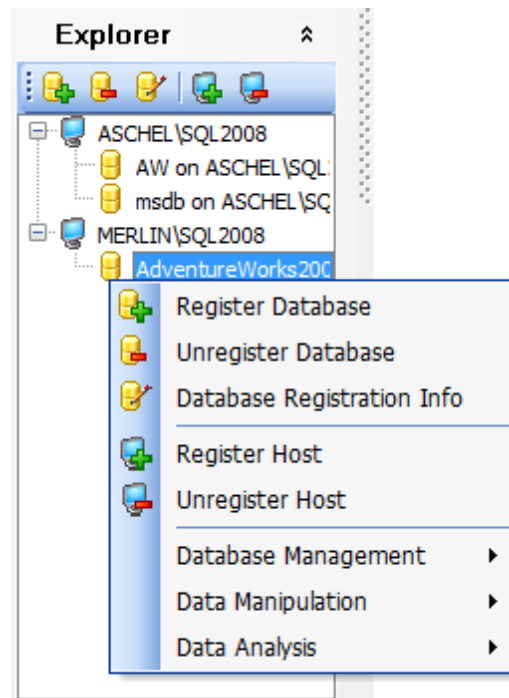 Explorer
ASCHEL\SQL2008
AW on ASCHEL\SQL
msdb on ASCHEL\SQ
MERLIN\SQL2008
AdventureWorks200
Register Database
Unregister Database
Database Registration Info
Register Host
Unregister Host
Database Management
Data Manipulation
Data Analysis